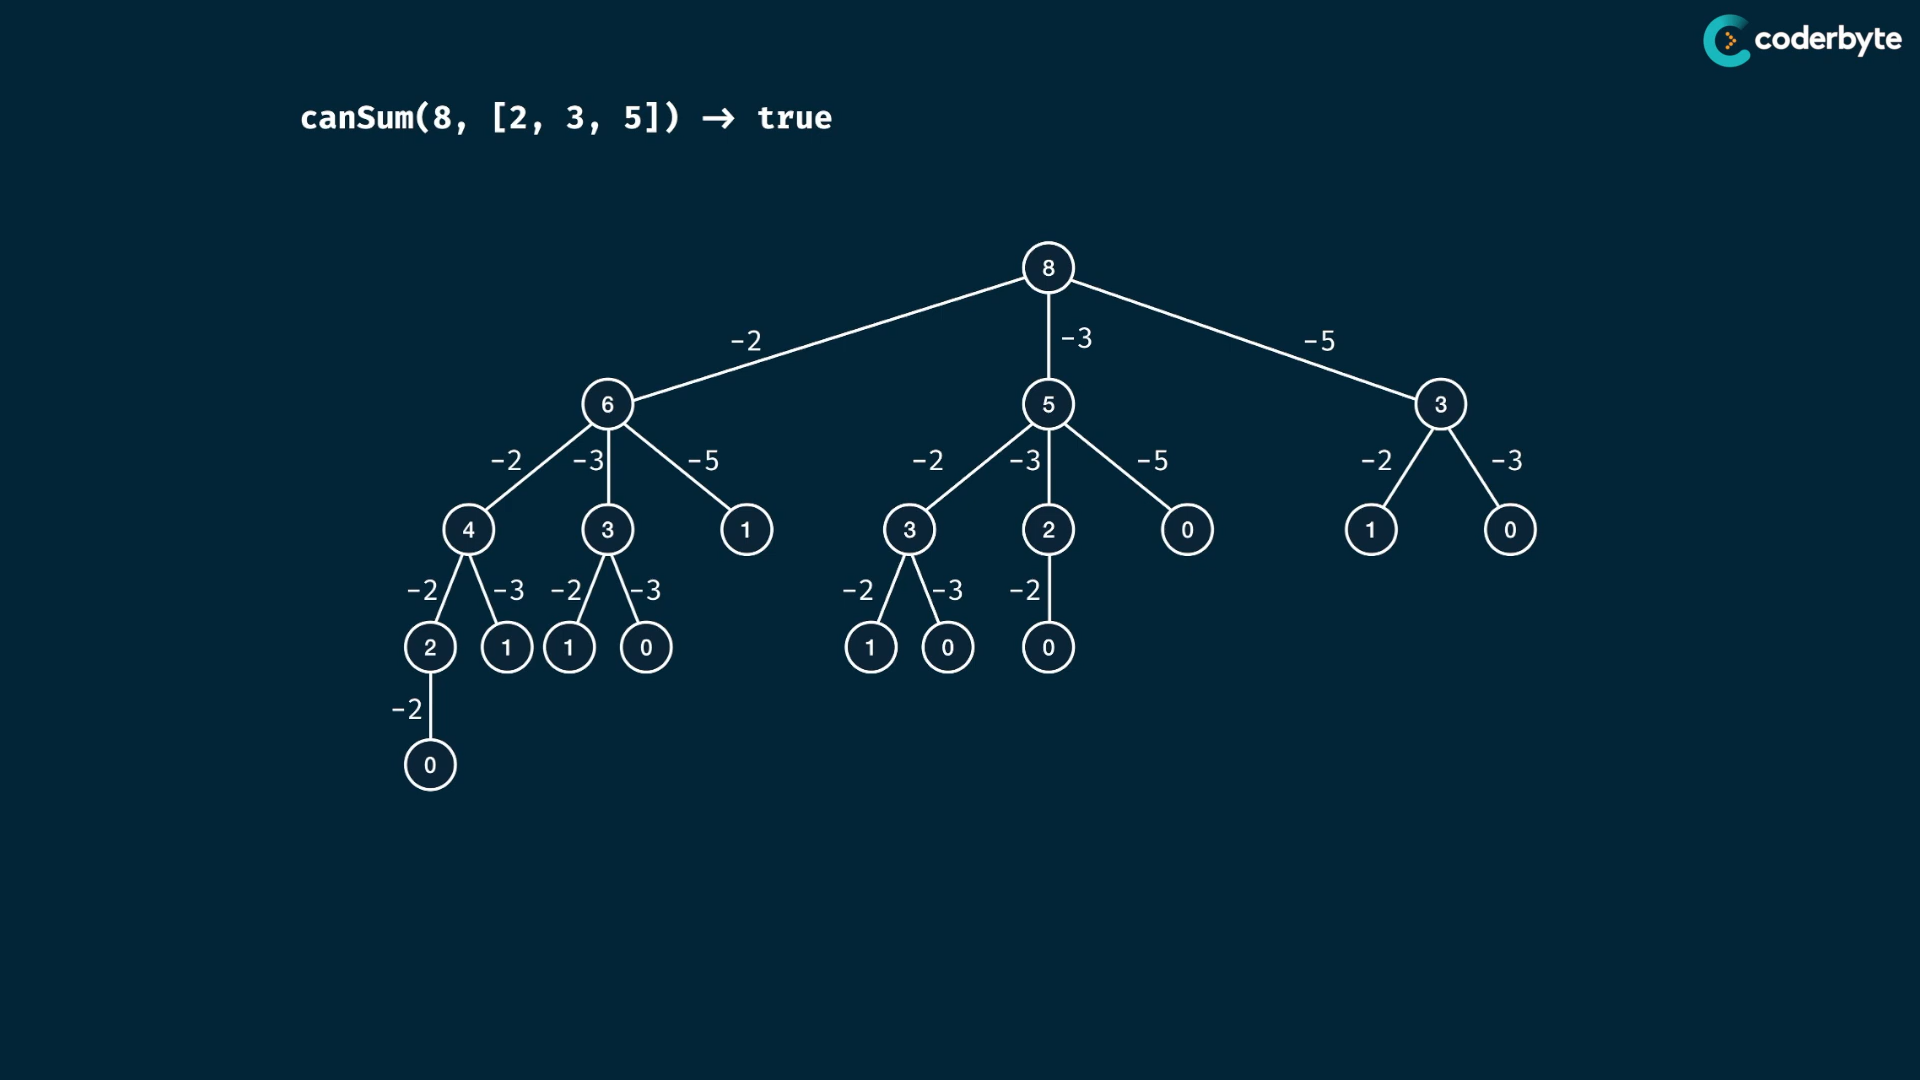 coderbyte
canSum(8, [2, 3, 5]) → true
8
-2 -3 -5
6 5 3
-2 -3 -5 -2 -3 -5 -2 -3
4 3 1 3 2 0 1 0
-2 -3 -2 -3 -2 -3 -2
2 1 1 0 1 0 0
-2
0